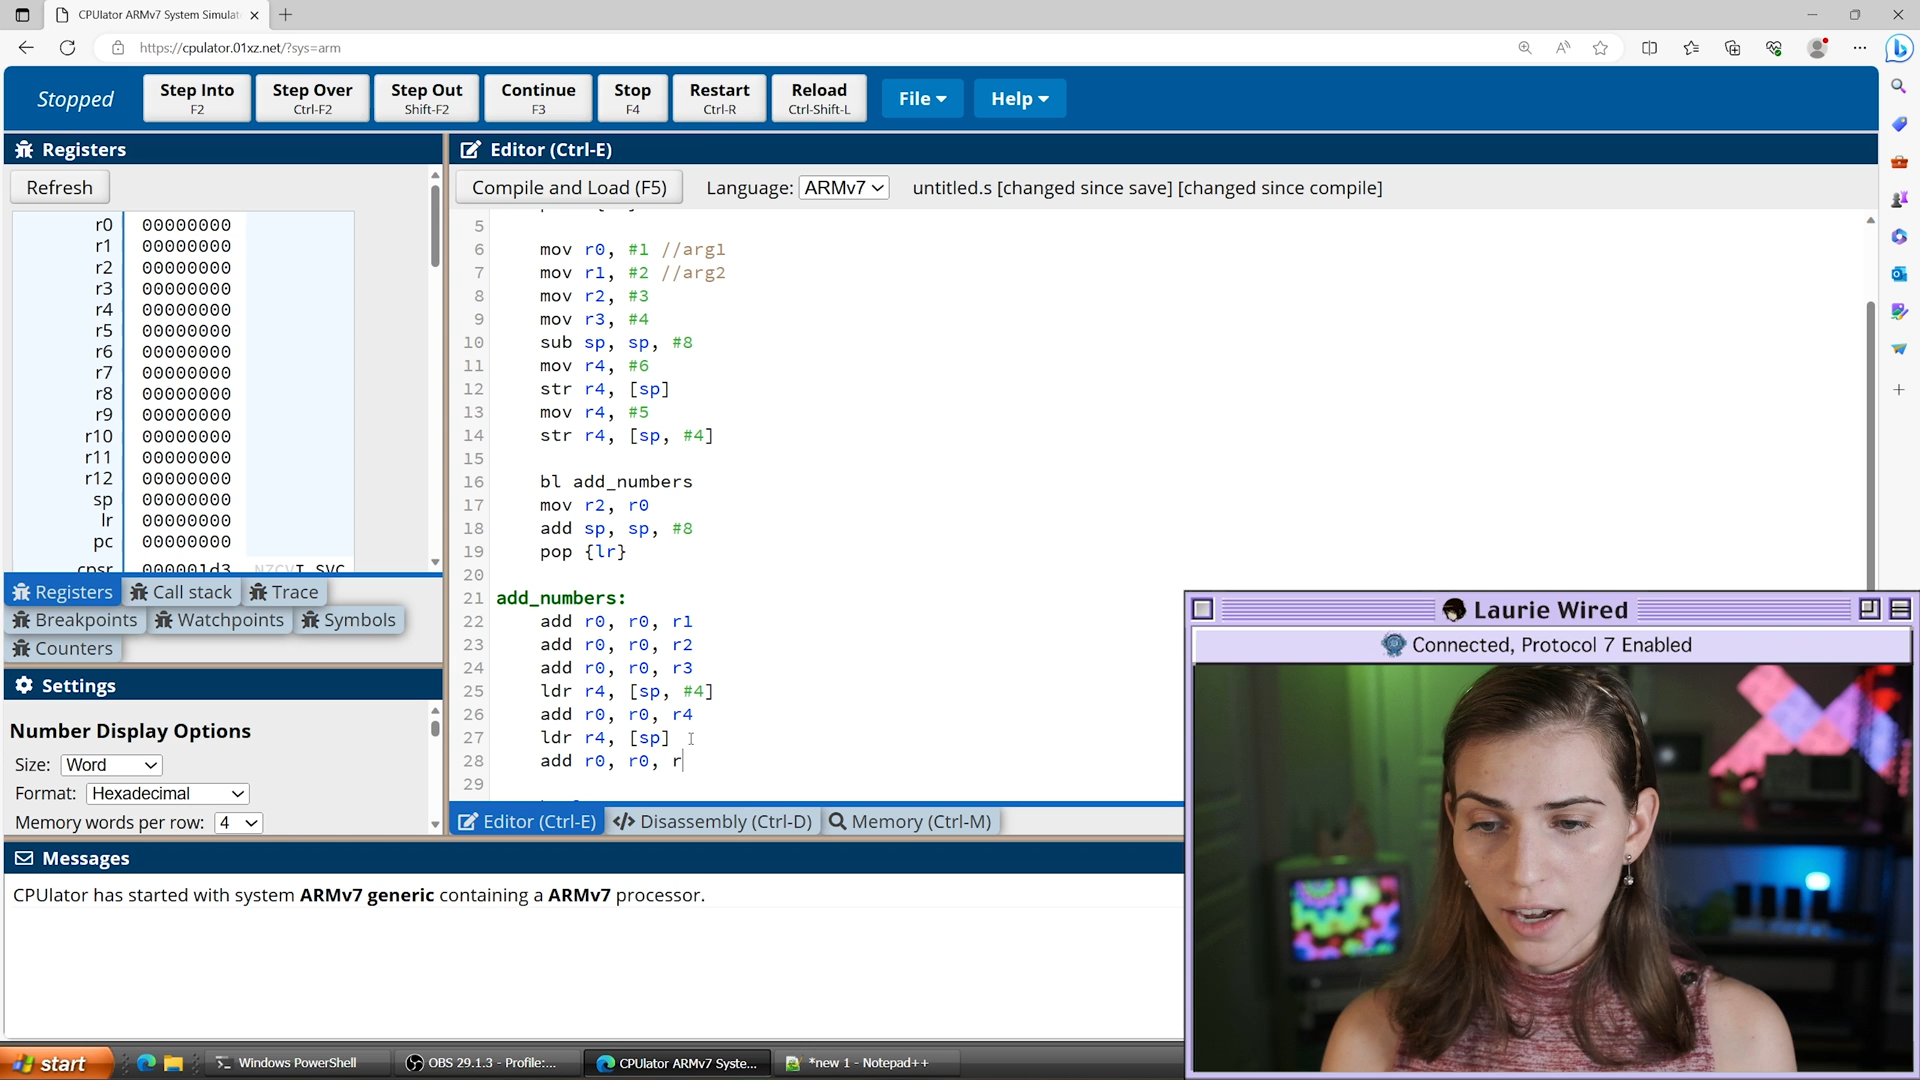 CPUlator ARMv7 System Simulat
https://cpulator.01xz.net/?sys=arm
Stopped
Step Into
F2
Step Over
Ctrl-F2
Step Out
Shift-F2
Continue
F3
Stop
F4
Restart
Ctrl-R
Reload
Ctrl-Shift-L
File
Help
Registers
Refresh
r0 00000000
r1 00000000
r2 00000000
r3 00000000
r4 00000000
r5 00000000
r6 00000000
r7 00000000
r8 00000000
r9 00000000
r10 00000000
r11 00000000
r12 00000000
sp 00000000
lr 00000000
pc 00000000
cpsr 000001d3 NZCVI SVC
Registers Call stack Trace
Breakpoints Watchpoints Symbols
Counters
Settings
Number Display Options
Size: Word
Format: Hexadecimal
Memory words per row: 4
Editor (Ctrl-E)
Compile and Load (F5) Language: ARMv7 untitled.s [changed since save] [changed since compile]
5
6 mov r0, #1 //arg1
7 mov r1, #2 //arg2
8 mov r2, #3
9 mov r3, #4
10 sub sp, sp, #8
11 mov r4, #6
12 str r4, [sp]
13 mov r4, #5
14 str r4, [sp, #4]
15
16 bl add_numbers
17 mov r2, r0
18 add sp, sp, #8
19 pop {lr}
20
21 add_numbers:
22 add r0, r0, r1
23 add r0, r0, r2
24 add r0, r0, r3
25 ldr r4, [sp, #4]
26 add r0, r0, r4
27 ldr r4, [sp]
28 add r0, r0, r
29
Editor (Ctrl-E) Disassembly (Ctrl-D) Memory (Ctrl-M)
Messages
CPUlator has started with system ARMv7 generic containing a ARMv7 processor.
Laurie Wired
Connected, Protocol 7 Enabled
start
Windows PowerShell
OBS 29.1.3 - Profile:...
CPUlator ARMv7 Syste...
*new 1 - Notepad++